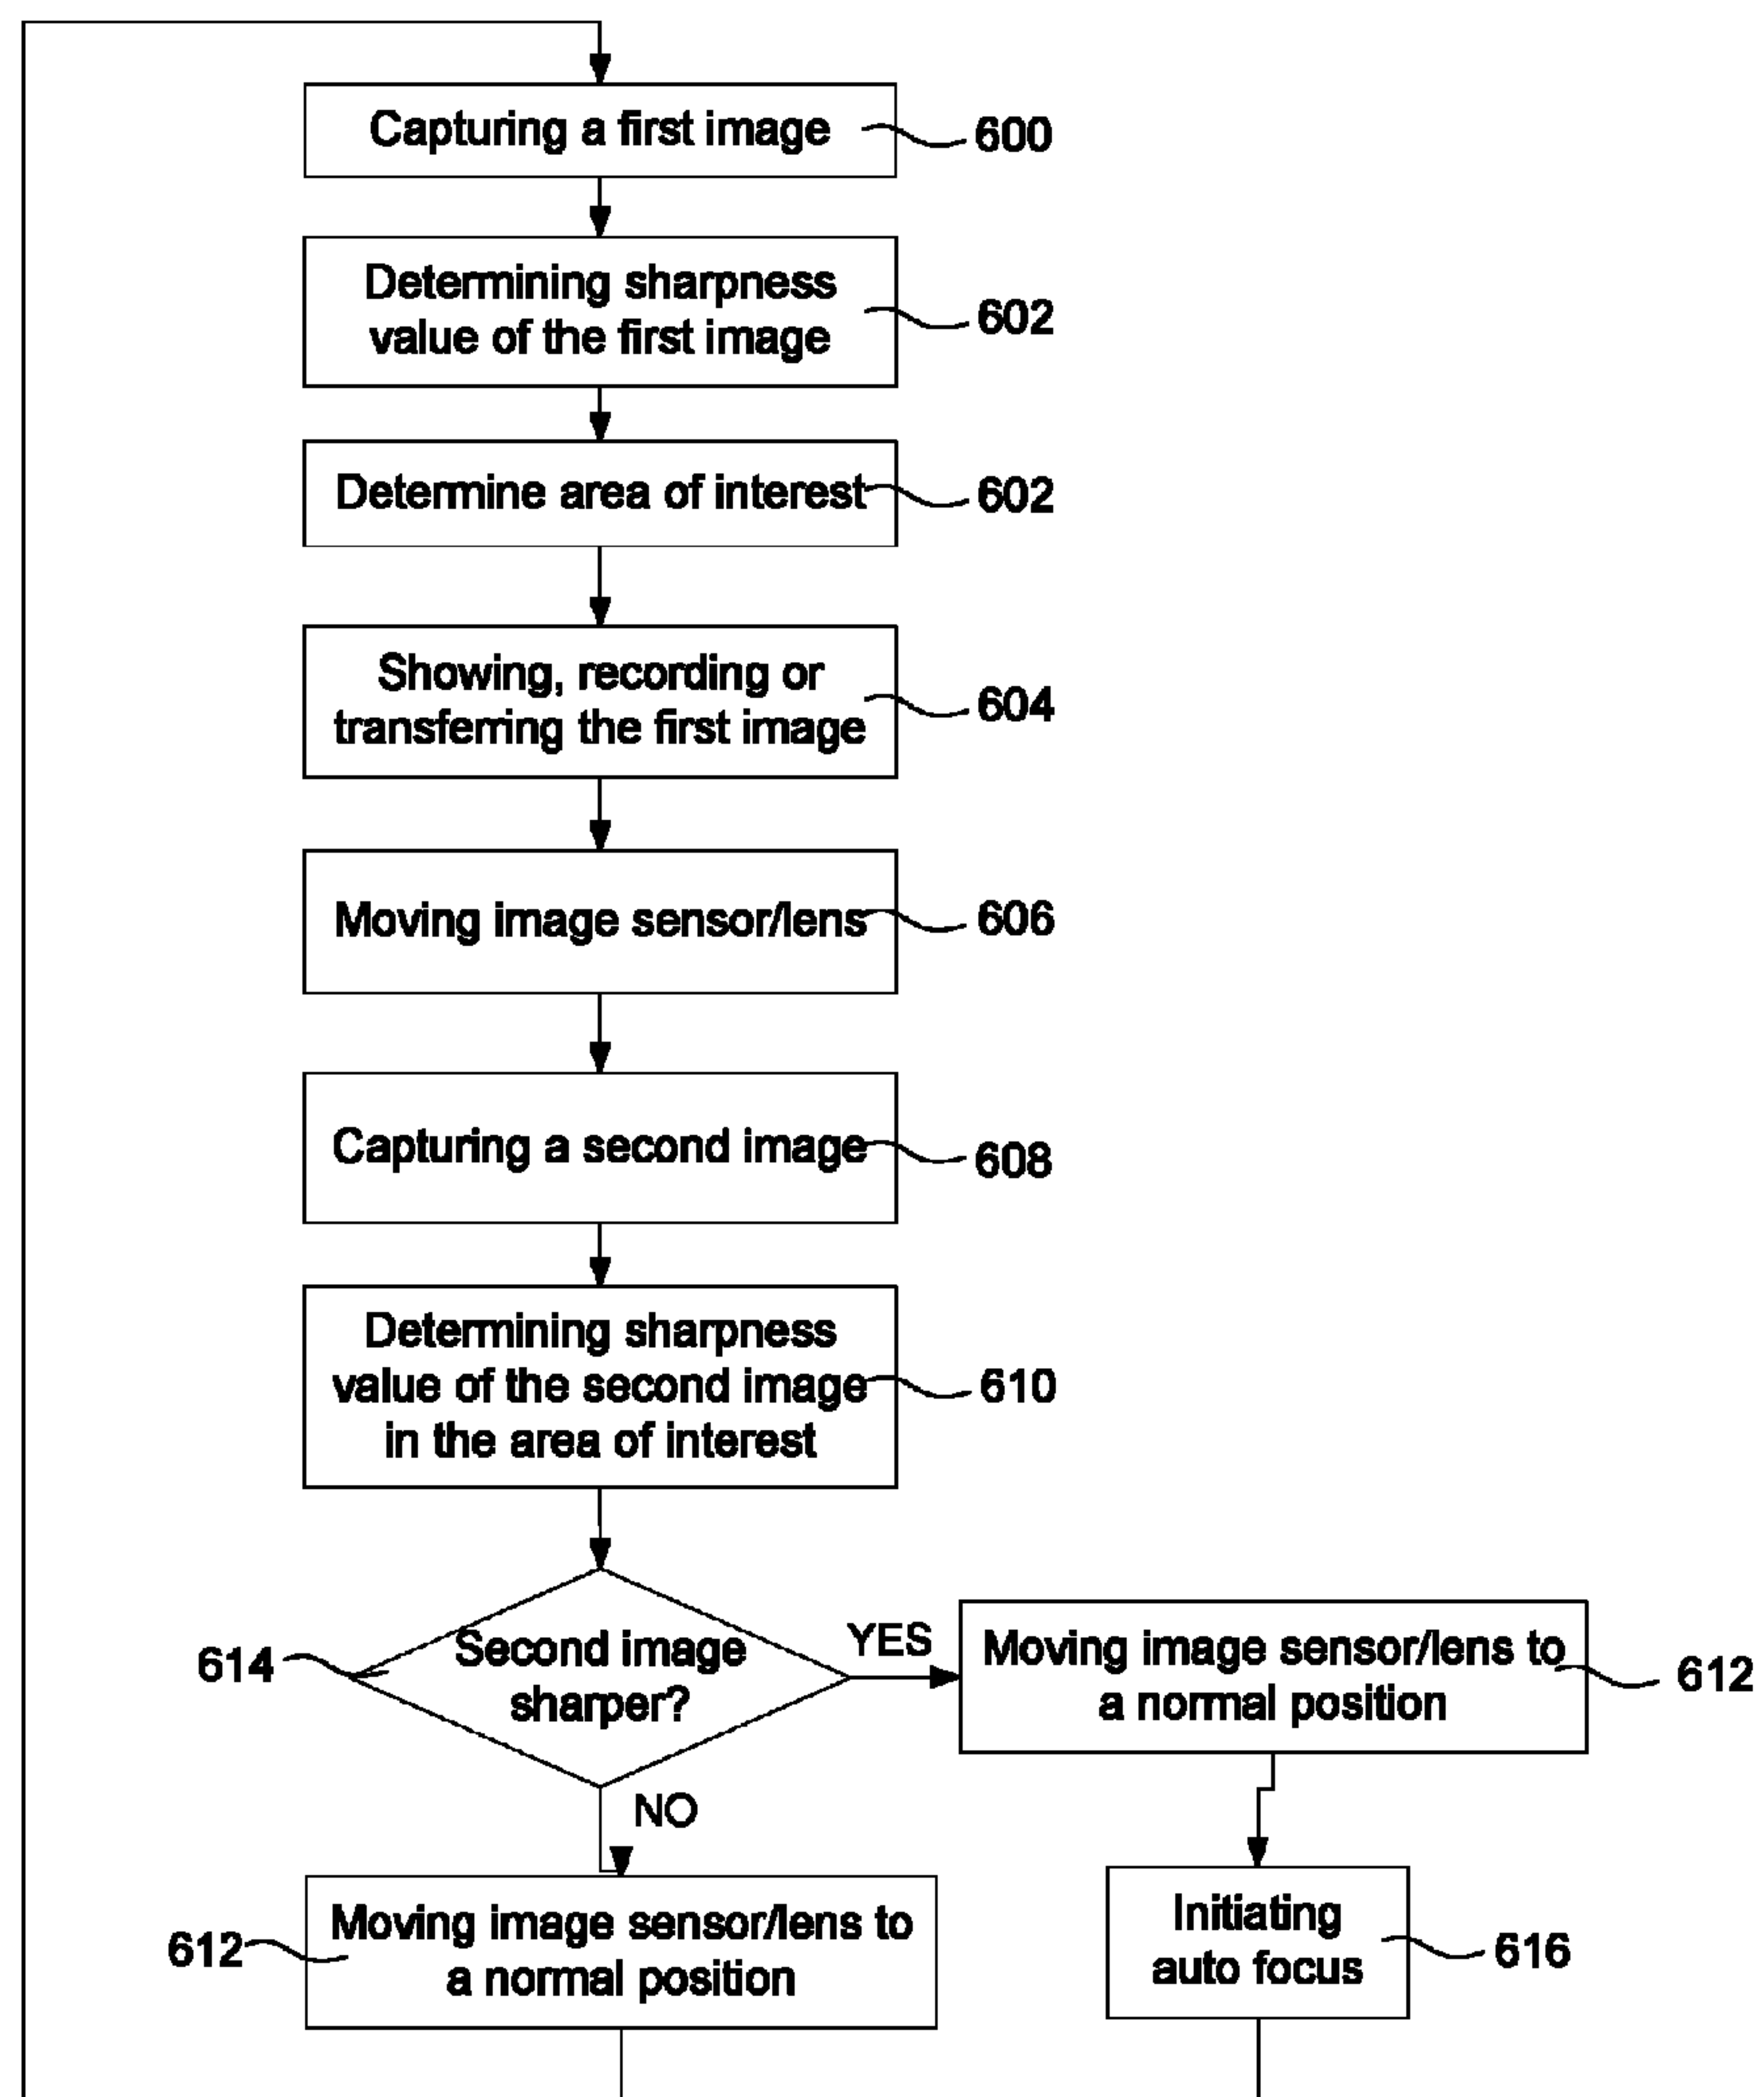 Capturing a first image
600
Determining sharpness
value of the first image
602
Determine area of interest
602
Showing, recording or
transferring the first image
604
Moving image sensor/lens
606
Capturing a second image
608
Determining sharpness
value of the second image
in the area of interest
610
614
Second image
sharper?
YES
Moving image sensor/lens to
a normal position
612
NO
612
Moving image sensor/lens to
a normal position
Initiating
auto focus
616